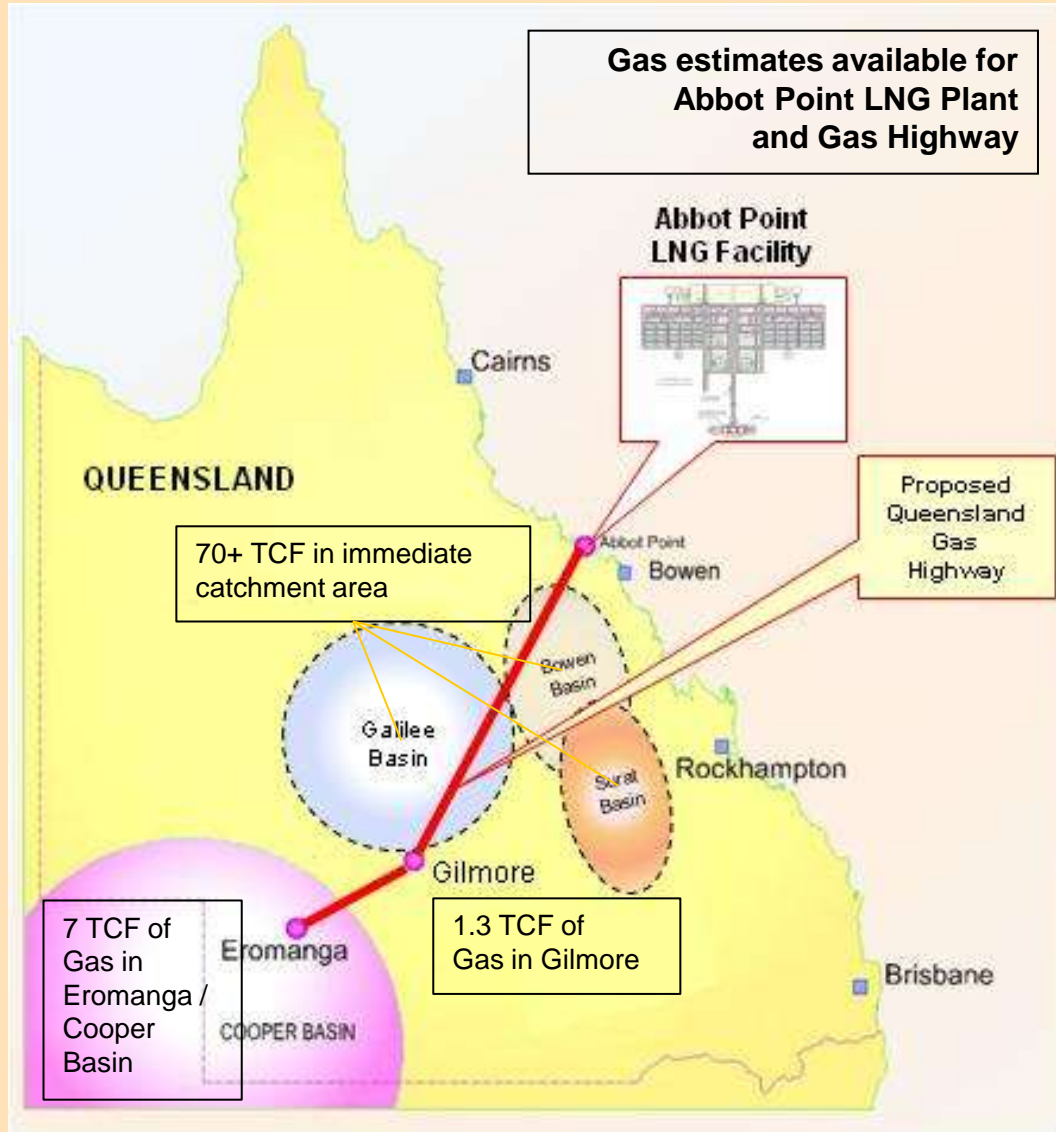 Gas estimates available for
Abbot Point LNG Plant
and Gas Highway
Abbot Point
LNG Facility
Cairns
QUEENSLAND
Proposed
Queensland
Gas
Highway
70+ TCF in immediate
catchment area
Abbot Point
Bowen
Bowen
Basin
Galilee
Basin
Surat
Basin
Rockhampton
Gilmore
7 TCF of
Gas in
Eromanga /
Cooper
Basin
1.3 TCF of
Gas in Gilmore
Eromanga
Brisbane
COOPER BASIN